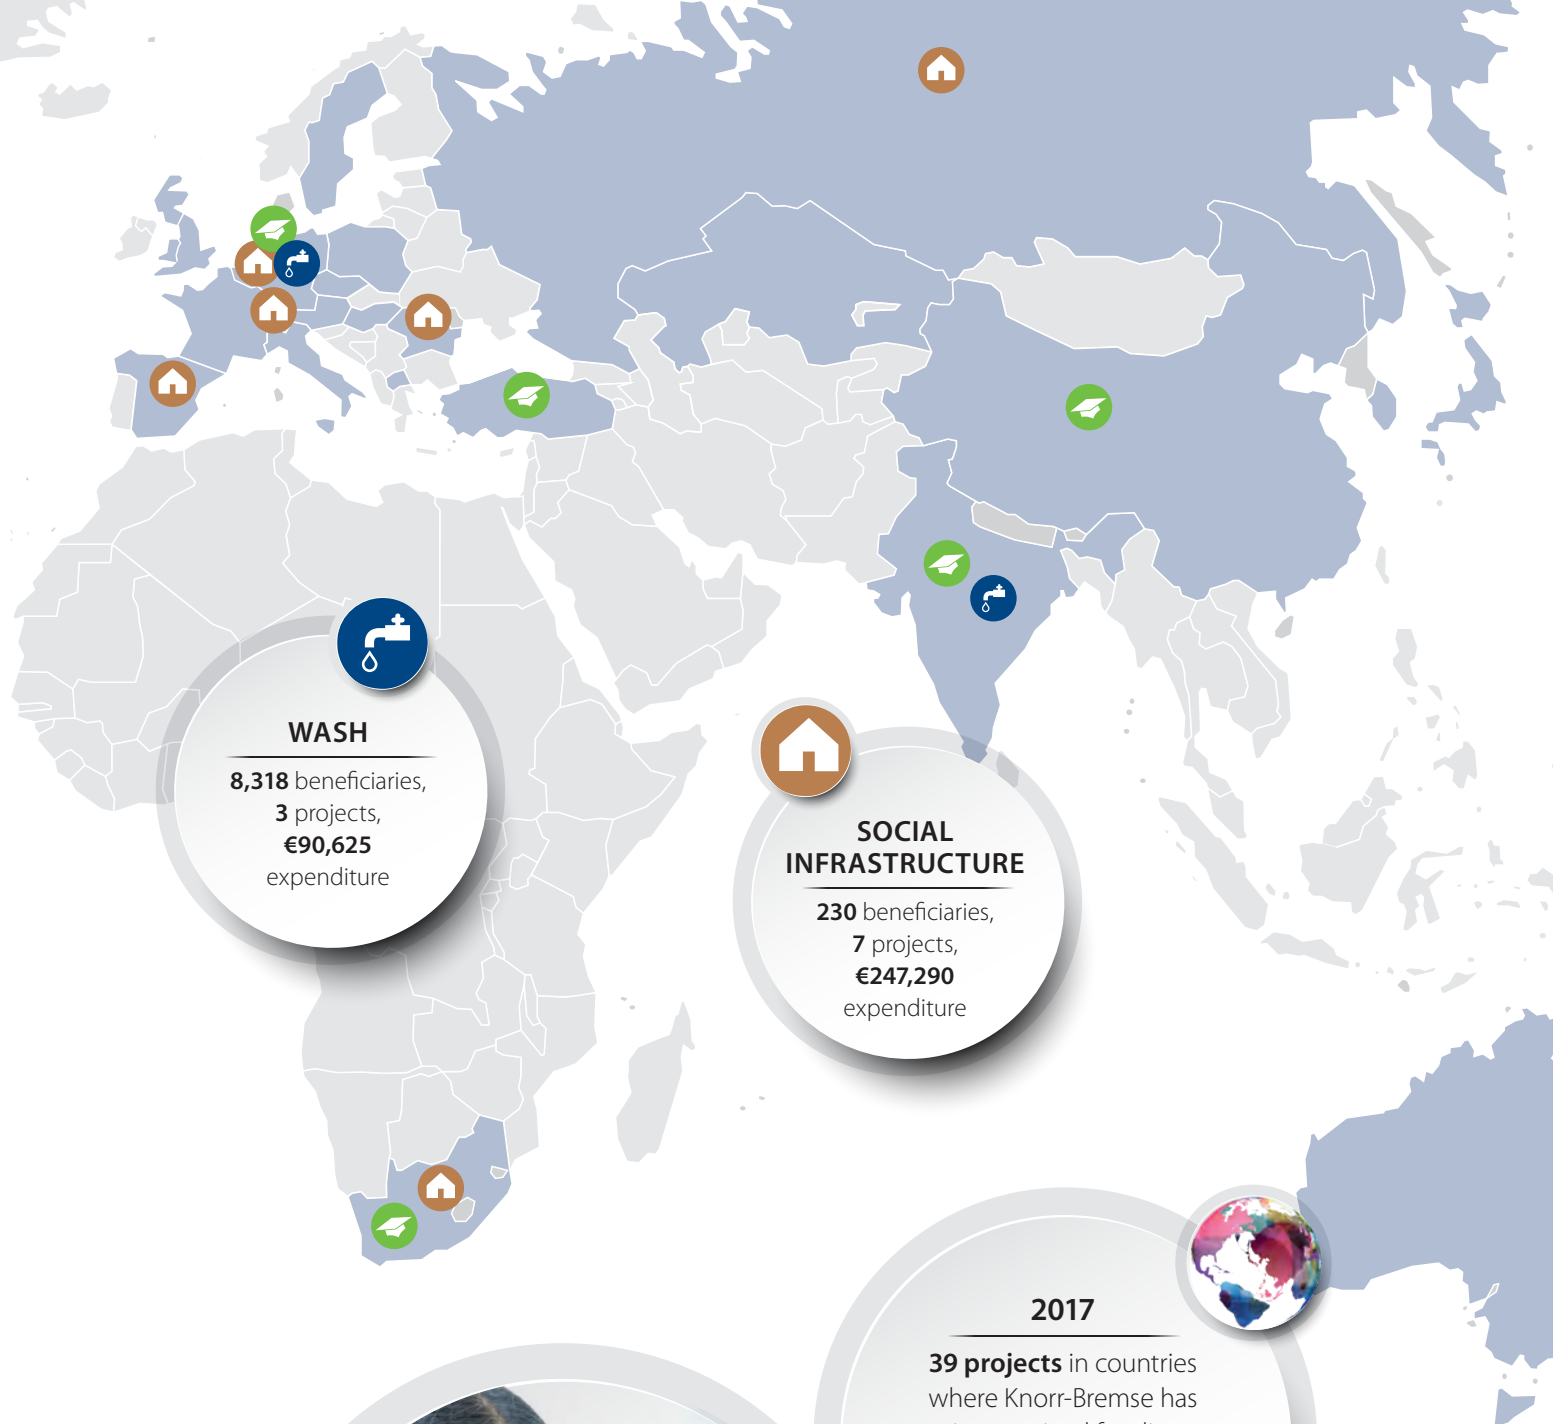 WASH
8,318 beneficiaries,
3 projects,
€90,625
expenditure
SOCIAL
INFRASTRUCTURE
230 beneficiaries,
7 projects,
€247,290
expenditure
2017
39 projects in countries
where Knorr-Bremse has